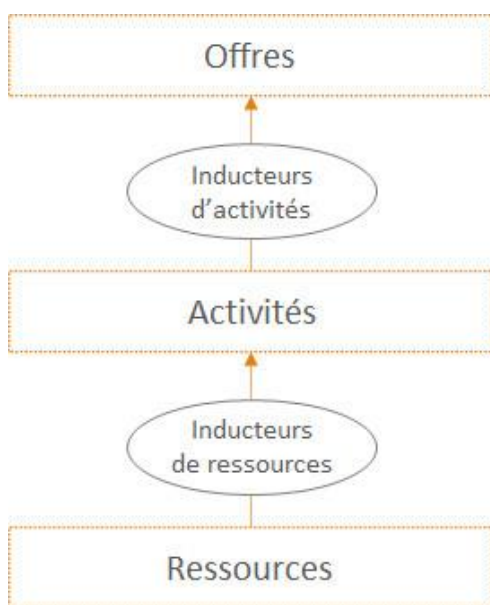 Offres
Inducteurs
d’activités
Activités
Inducteurs
de ressources
Ressources